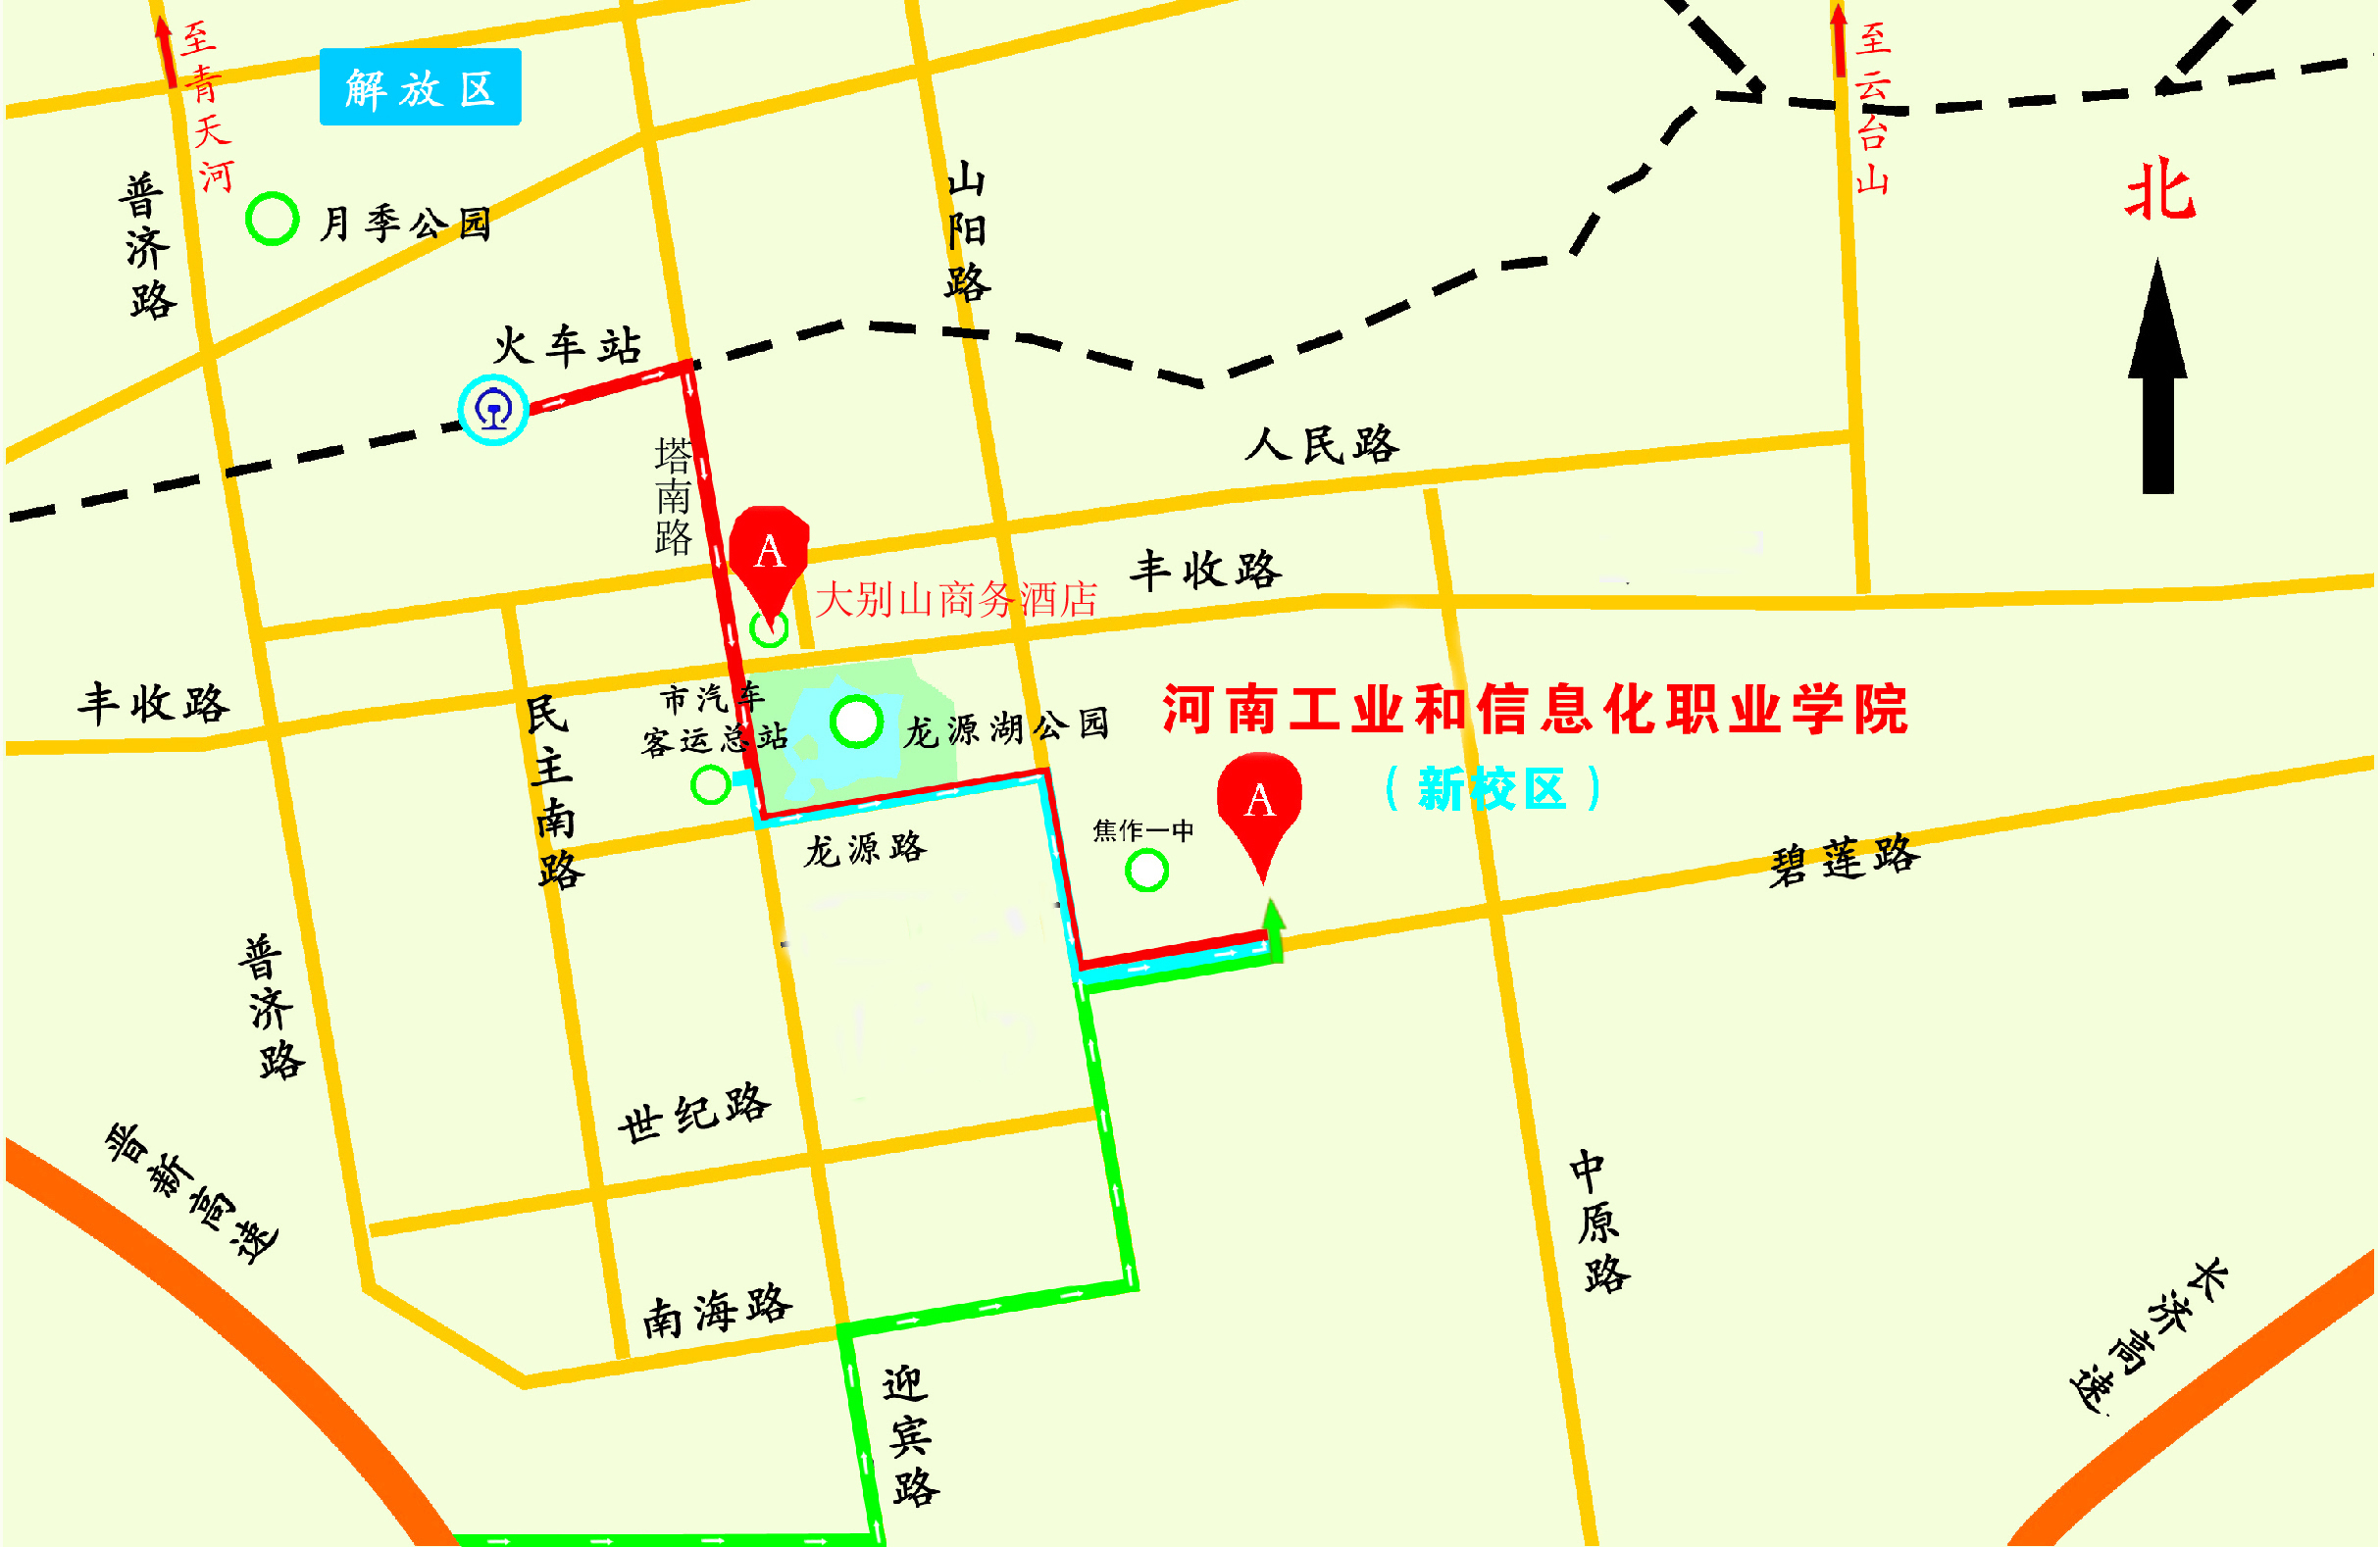 至青天河
解放区
至云台山
普济路
月季公园
山阳路
北
火车站
人民路
塔南路
A
大别山商务酒店
丰收路
丰收路
民主南路
市汽车
客运总站
龙源湖公园
河南工业和信息化职业学院
（新校区）
A
焦作一中
龙源路
碧莲路
普济路
世纪路
晋新高速
中原路
南海路
长济高速
迎宾路